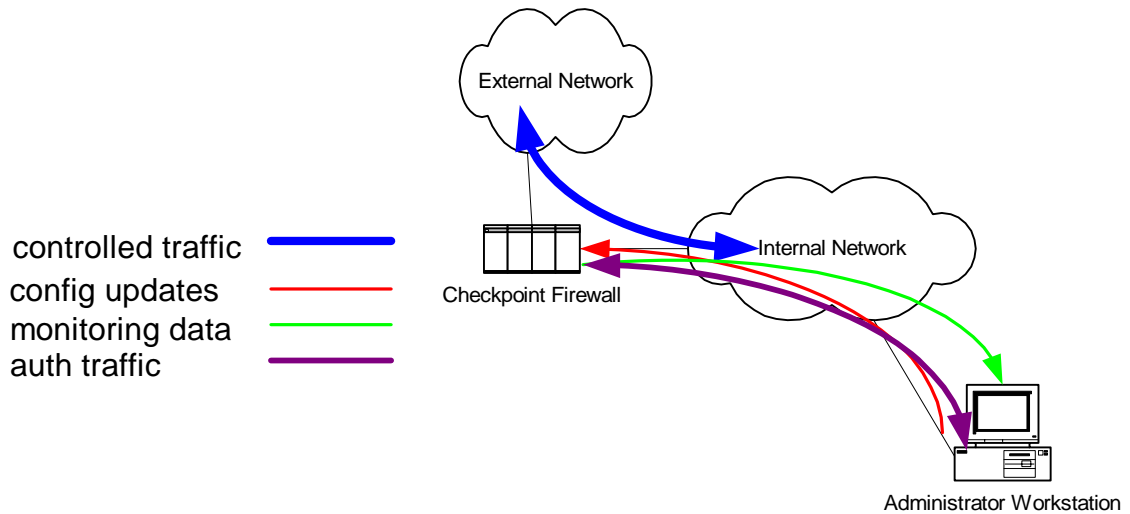 External Network
Internal Network
controlled traffic
config updates
Checkpoint Firewall
monitoring data
auth traffic
Administrator Workstation